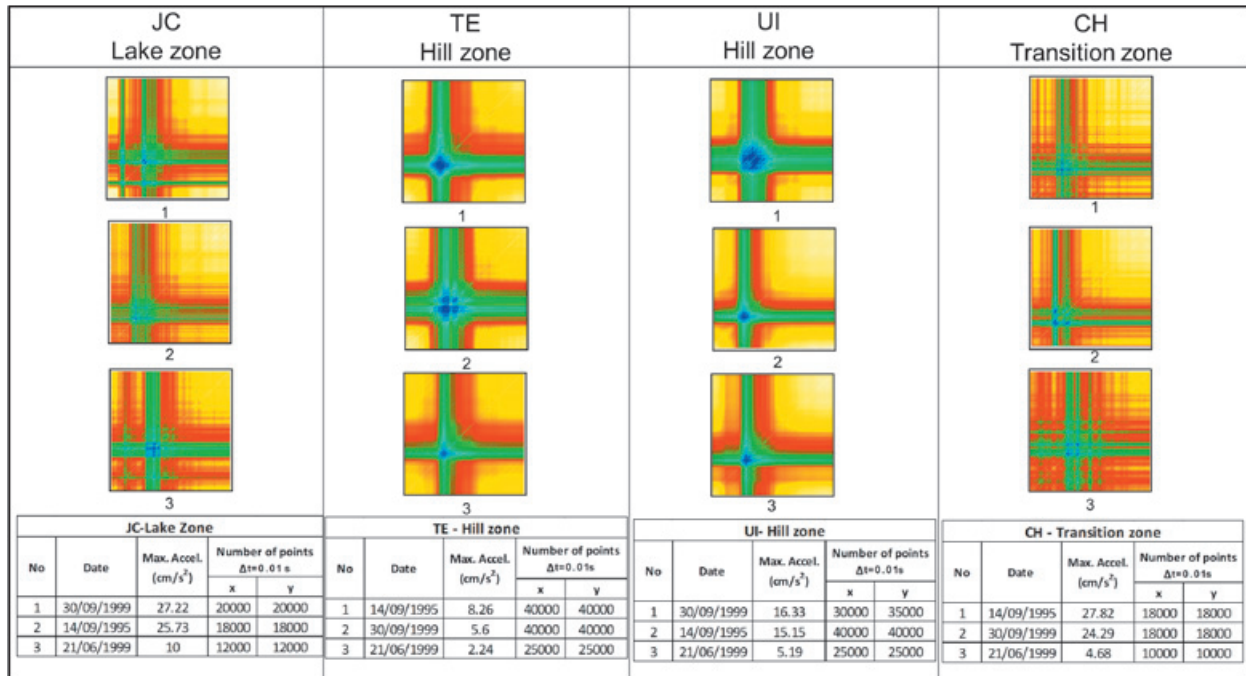 JC
Lake zone
TE
Hill zone
UI
Hill zone
CH
Transition zone
1
2
3
1
2
3
1
2
3
1
2
3
JC-Lake Zone
No Date Max. Accel. (cm/s²) Number of points Δt=0.01s
x y
1 30/09/1999 27.22 20000 20000
2 14/09/1995 25.73 18000 18000
3 21/06/1999 10 12000 12000
TE - Hill zone
No Date Max. Accel. (cm/s²) Number of points Δt=0.01s
x y
1 14/09/1995 8.26 40000 40000
2 30/09/1999 5.6 40000 40000
3 21/06/1999 2.24 25000 25000
UI- Hill zone
No Date Max. Accel. (cm/s²) Number of points Δt=0.01s
x y
1 30/09/1999 16.33 30000 35000
2 14/09/1995 15.15 40000 40000
3 21/06/1999 5.19 25000 25000
CH - Transition zone
No Date Max. Accel. (cm/s²) Number of points Δt=0.01s
x y
1 14/09/1995 27.82 18000 18000
2 30/09/1999 24.29 18000 18000
3 21/06/1999 4.68 10000 10000